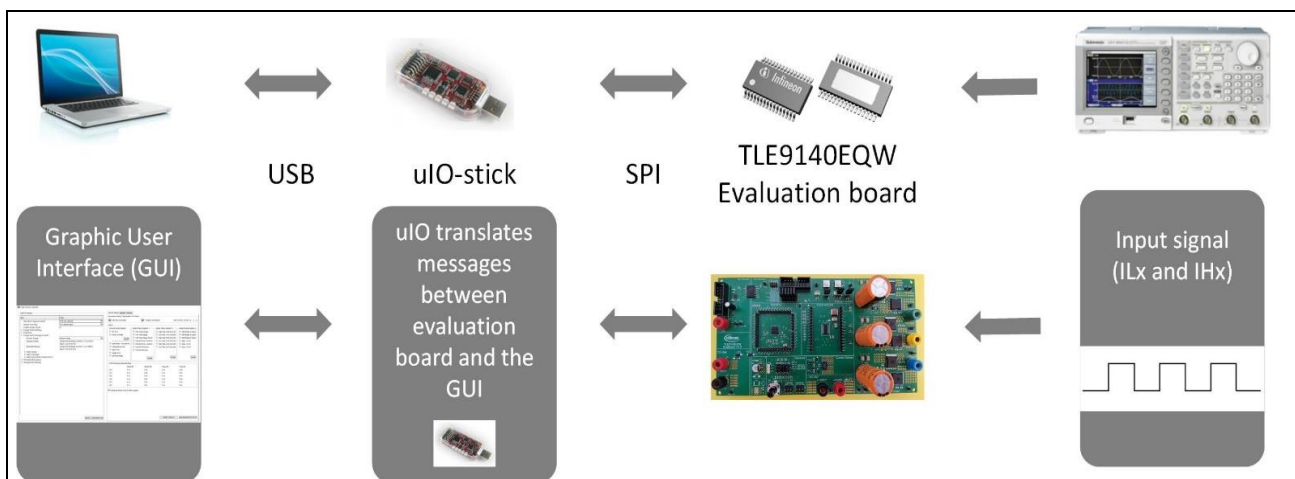 infineon
USB
uIO-stick
SPI
TLE9140EQW
Evaluation board
Graphic User
Interface (GUI)
uIO translates
messages
between
evaluation
board and the
GUI
Input signal
(ILx and IHx)